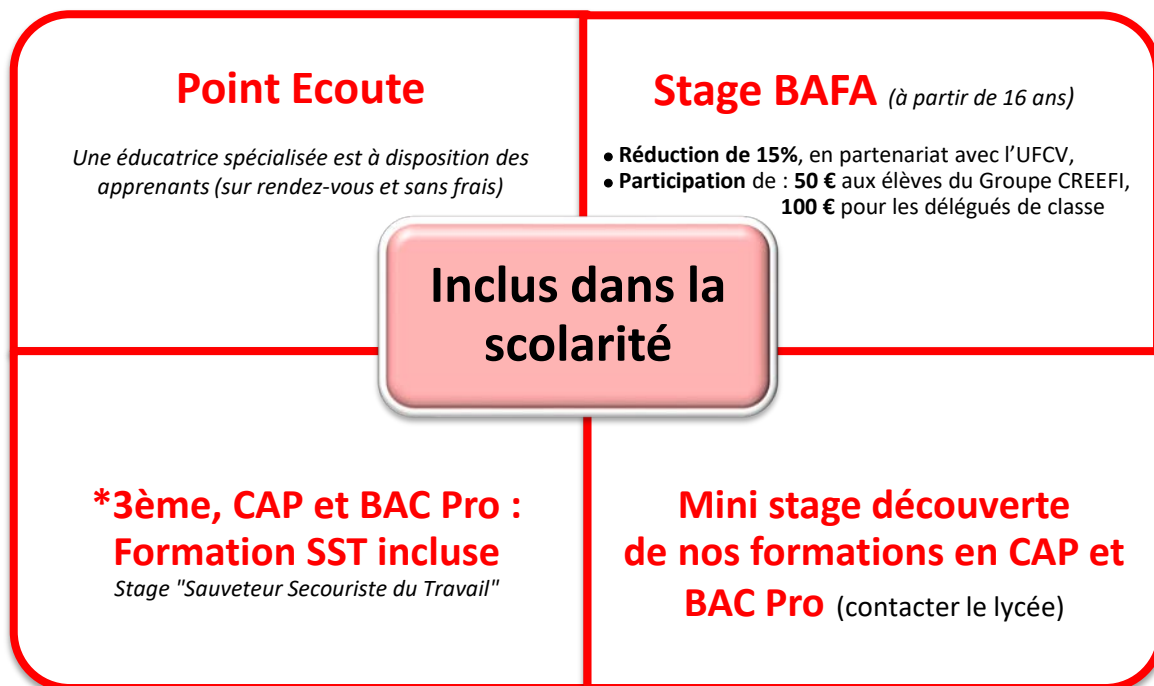 Point Ecoute
Une éducatrice spécialisée est à disposition des
apprenants (sur rendez-vous et sans frais)
Stage BAFA (à partir de 16 ans)
• Réduction de 15%, en partenariat avec l’UFCV,
• Participation de : 50 € aux élèves du Groupe CREEFI,
100 € pour les délégués de classe
Inclus dans la
scolarité
*3ème, CAP et BAC Pro :
Formation SST incluse
Stage "Sauveteur Secouriste du Travail"
Mini stage découverte
de nos formations en CAP et
BAC Pro (contacter le lycée)